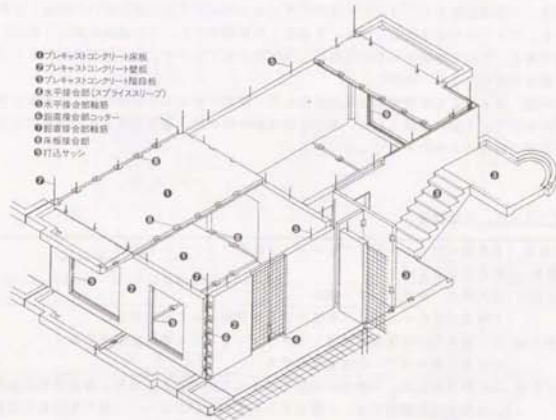 ❶プレキャストコンクリート床板
❷プレキャストコンクリート壁板
❸プレキャストコンクリート階段板
❹水平接合部(スプライススリーブ)
❺水平接合部軸筋
❻鉛直接合部コッター
❼鉛直接合部軸筋
❽床板接合部
❾打込サッシ